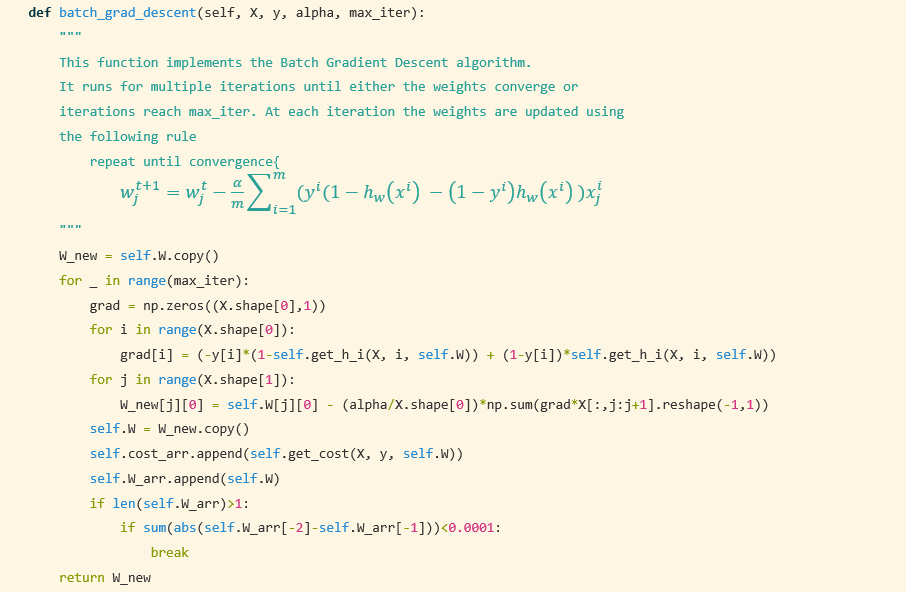 def batch_grad_descent(self, X, y, alpha, max_iter):
"""
This function implements the Batch Gradient Descent algorithm.
It runs for multiple iterations until either the weights converge or
iterations reach max_iter. At each iteration the weights are updated using
the following rule
repeat until convergence{
w_j^{t+1} = w_j^t − \frac{α}{m} ∑_{i=1}^m (y^i(1 − h_w(x^i) − (1 − y^i)h_w(x^i))x_j^i
"""
W_new = self.W.copy()
for _ in range(max_iter):
grad = np.zeros((X.shape[0],1))
for i in range(X.shape[0]):
grad[i] = (-y[i]*(1-self.get_h_i(X, i, self.W)) + (1-y[i])*self.get_h_i(X, i, self.W))
for j in range(X.shape[1]):
W_new[j][0] = self.W[j][0] - (alpha/X.shape[0])*np.sum(grad*X[:,j:j+1].reshape(-1,1))
self.W = W_new.copy()
self.cost_arr.append(self.get_cost(X, y, self.W))
self.W_arr.append(self.W)
if len(self.W_arr)>1:
if sum(abs(self.W_arr[-2]-self.W_arr[-1]))<0.0001:
break
return W_new